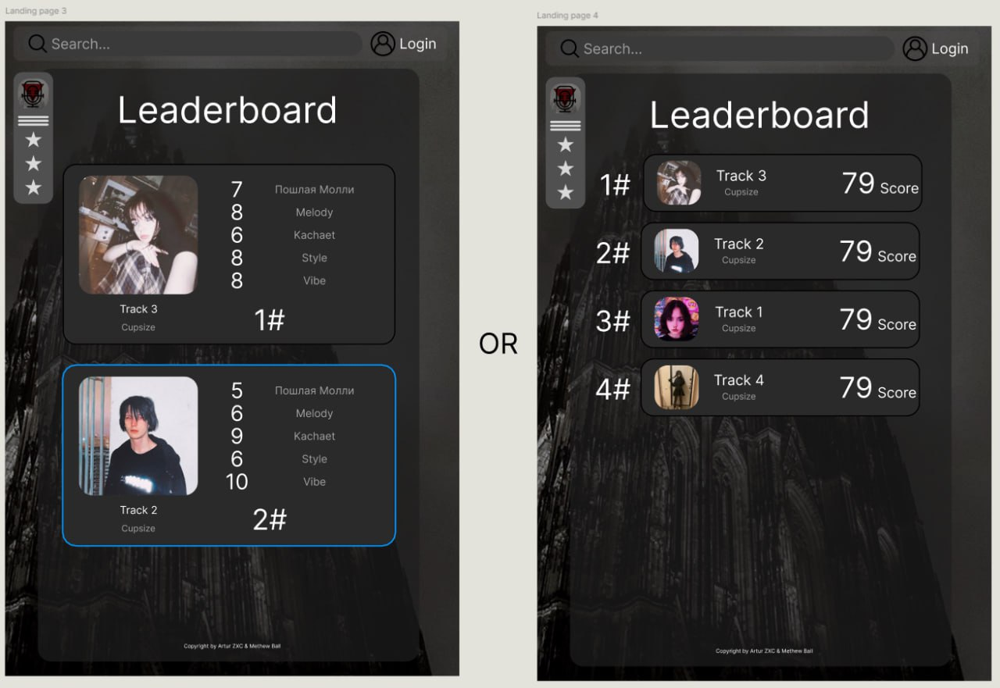 Landing page 3
Search...
Login
Leaderboard
7 Пошлая Молли
8 Melody
6 Kachaet
8 Style
8 Vibe
Track 3
Cupsize
1#
5 Пошлая Молли
6 Melody
9 Kachaet
6 Style
10 Vibe
Track 2
Cupsize
2#
Copyright by Artur ZXC & Methew Ball
OR
Landing page 4
Search...
Login
Leaderboard
1#
Track 3
Cupsize
79 Score
2#
Track 2
Cupsize
79 Score
3#
Track 1
Cupsize
79 Score
4#
Track 4
Cupsize
79 Score
Copyright by Artur ZXC & Methew Ball